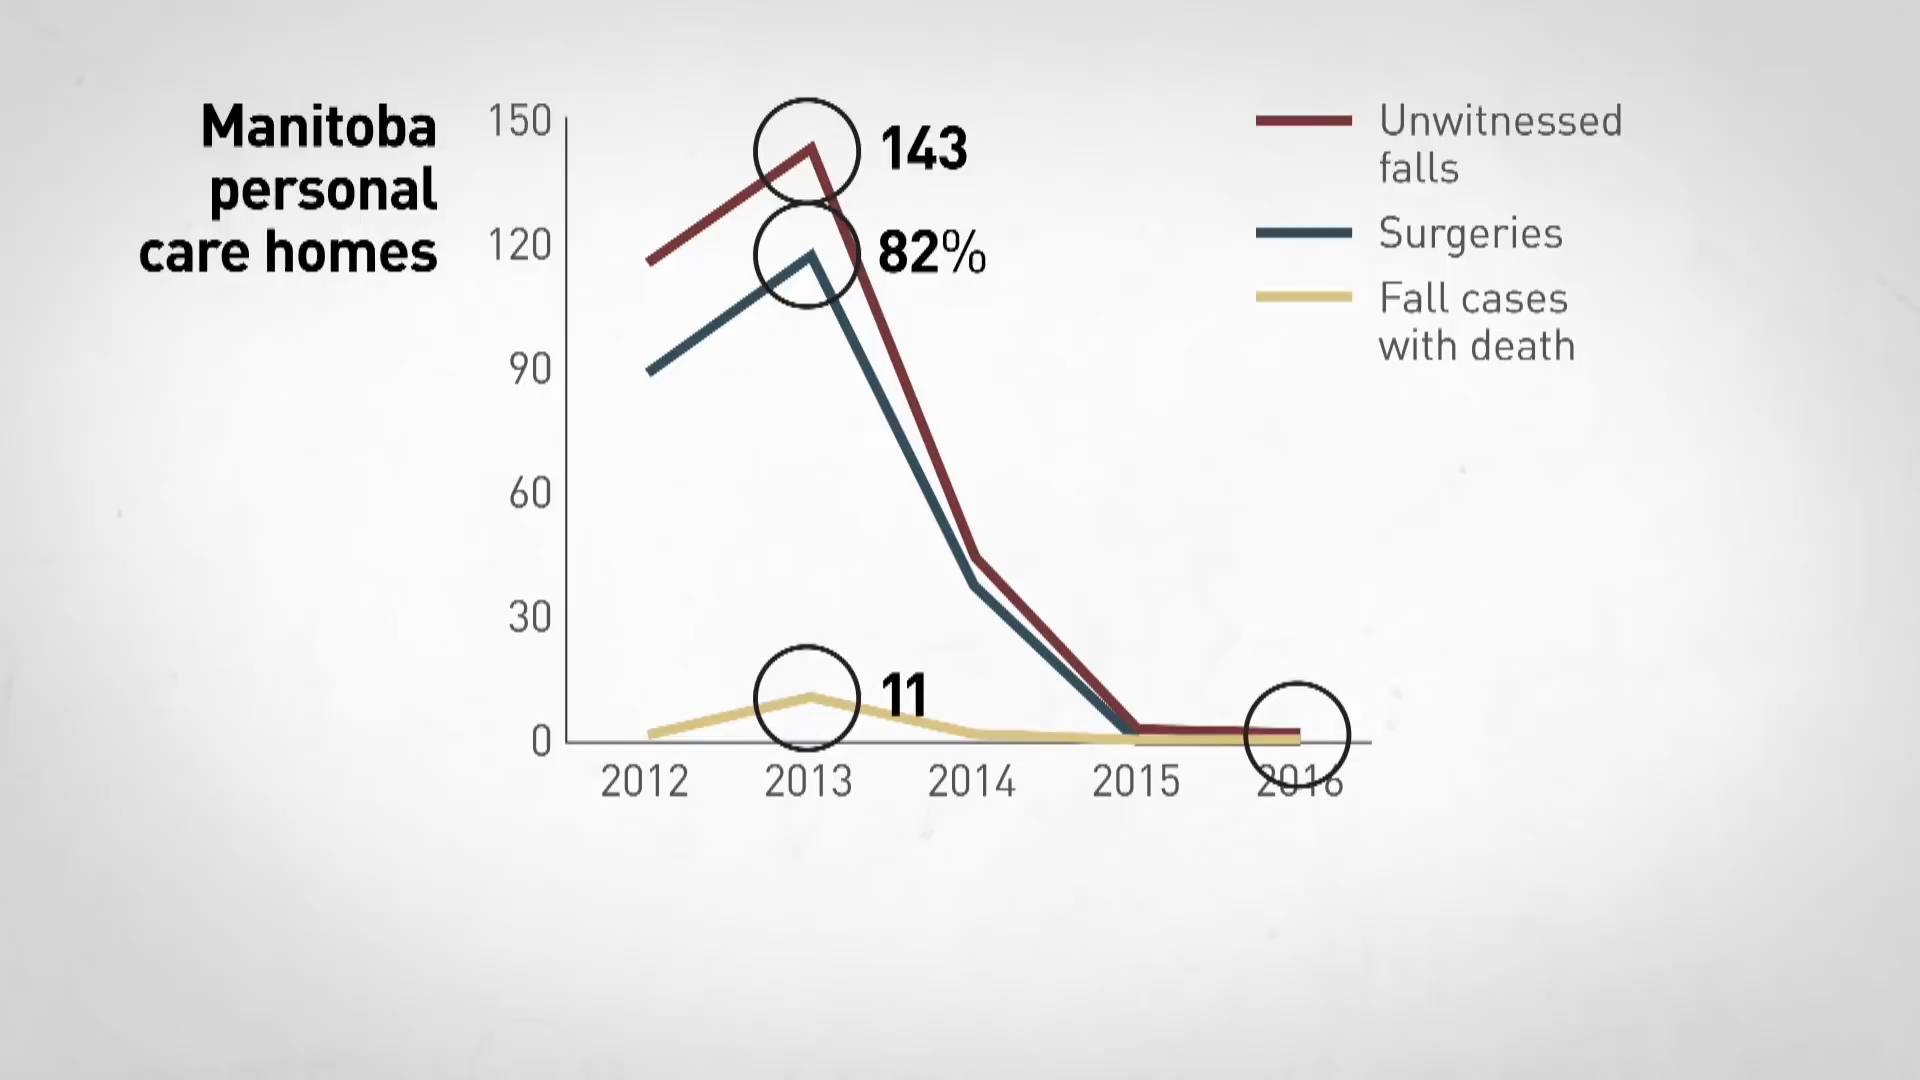 Manitoba
personal
care homes
150
120
90
60
30
0
2012
2013
2014
2015
2016
143
82%
11
Unwitnessed
falls
Surgeries
Fall cases
with death